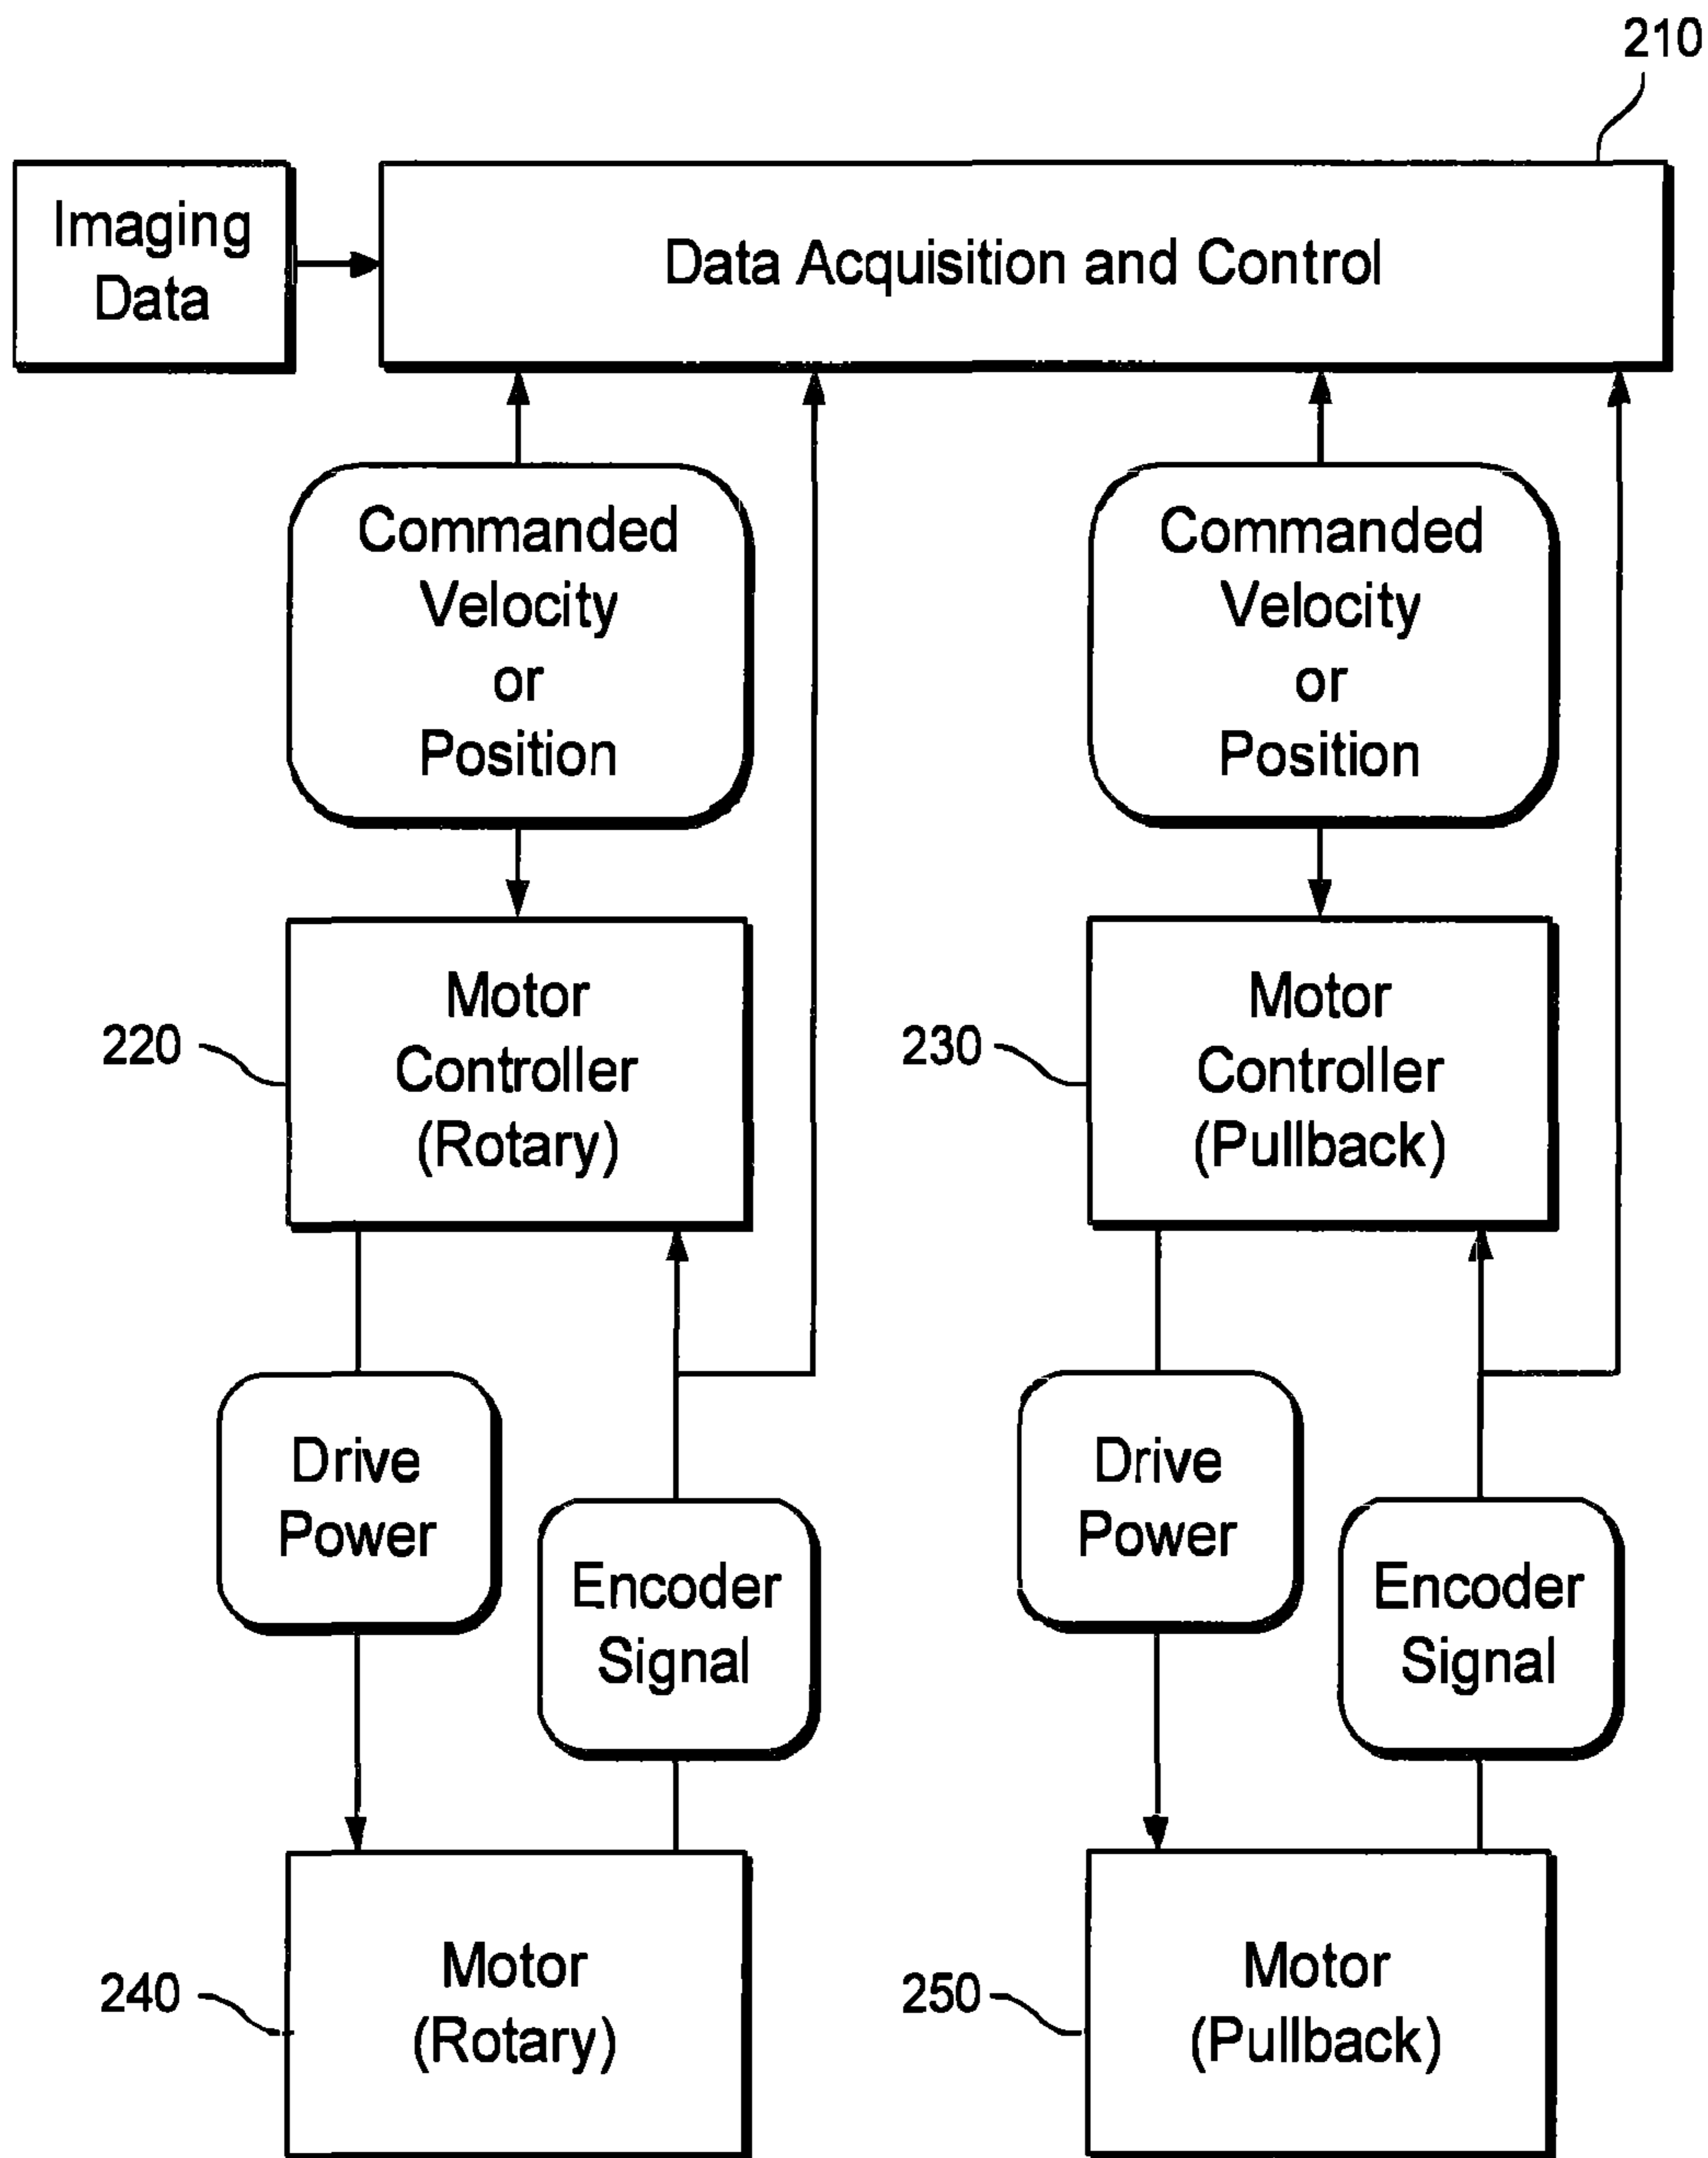 210
Imaging
Data
Data Acquisition and Control
Commanded
Velocity
or
Position
Commanded
Velocity
or
Position
220
Motor
Controller
(Rotary)
230
Motor
Controller
(Pullback)
Drive
Power
Encoder
Signal
Drive
Power
Encoder
Signal
240
Motor
(Rotary)
250
Motor
(Pullback)